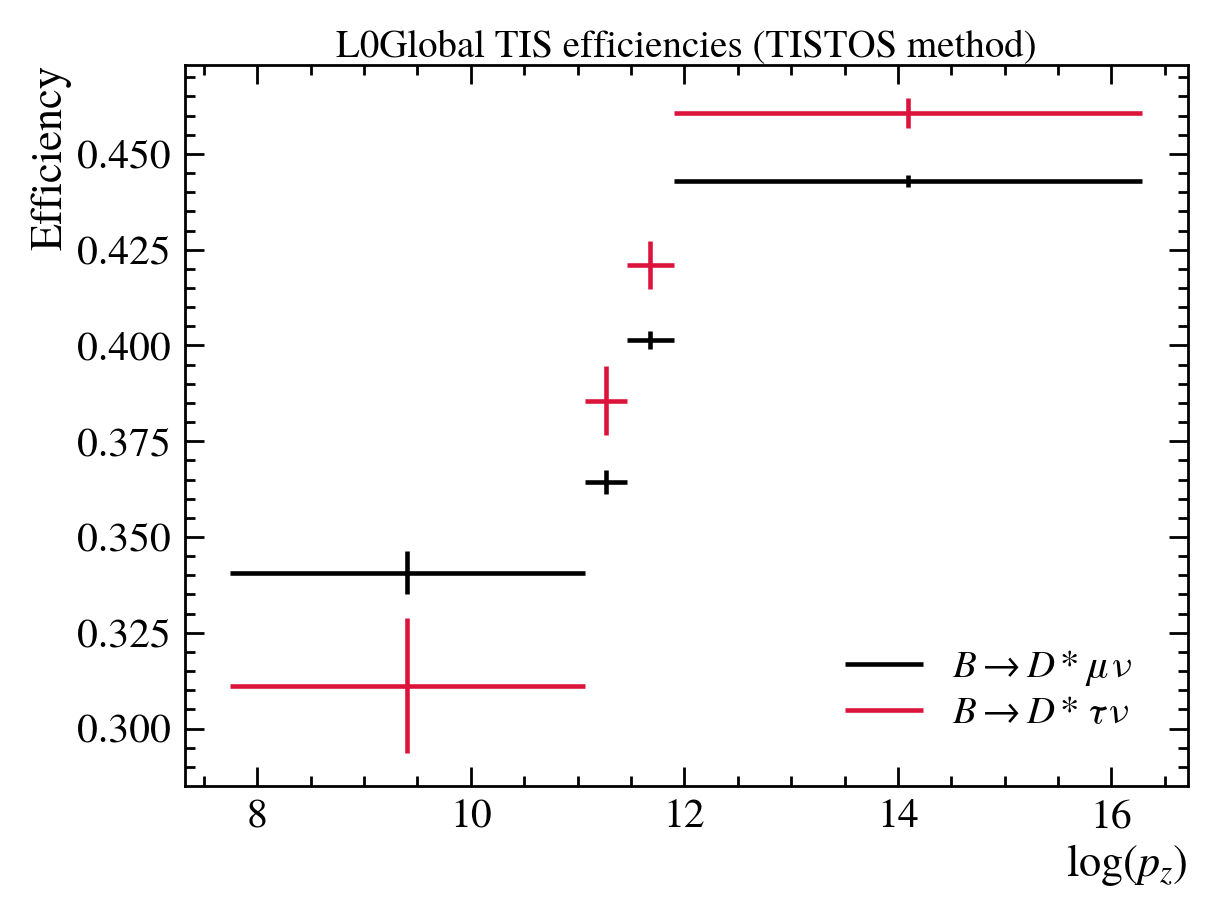 L0Global TIS efficiencies (TISTOS method)
Efficiency
0.450
0.425
0.400
0.375
0.350
0.325
0.300
B → D * μν
B → D * τν
8 10 12 14 16
log(p_z)